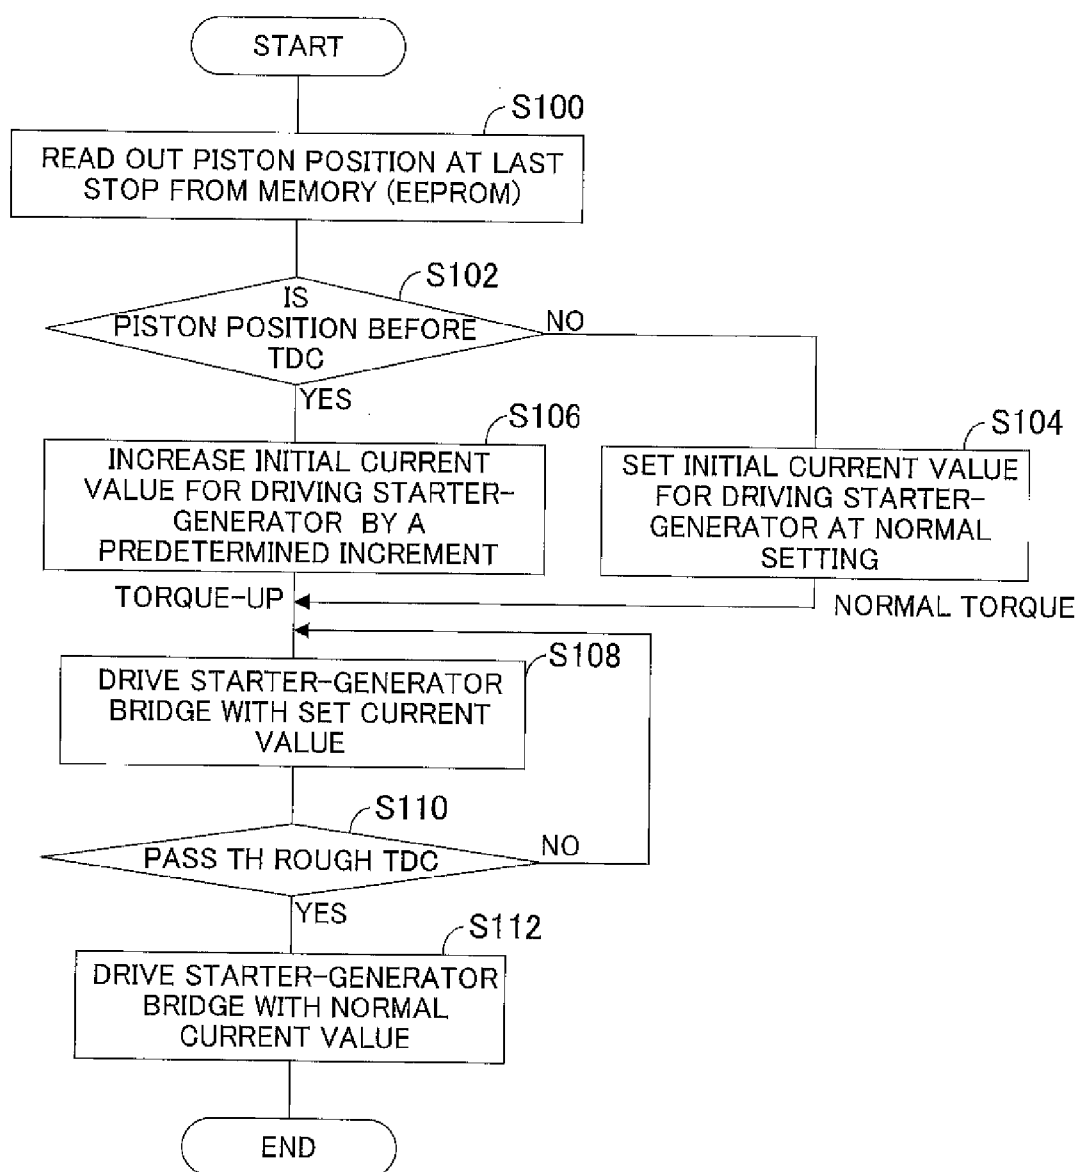 START
S100
READ OUT PISTON POSITION AT LAST
STOP FROM MEMORY (EEPROM)
S102
IS
PISTON POSITION BEFORE
TDC
NO
YES
S106
INCREASE INITIAL CURRENT
VALUE FOR DRIVING STARTER-
GENERATOR BY A
PREDETERMINED INCREMENT
S104
SET INITIAL CURRENT VALUE
FOR DRIVING STARTER-
GENERATOR AT NORMAL
SETTING
TORQUE-UP
NORMAL TORQUE
S108
DRIVE STARTER-GENERATOR
BRIDGE WITH SET CURRENT
VALUE
S110
PASS TH ROUGH TDC
NO
YES
S112
DRIVE STARTER-GENERATOR
BRIDGE WITH NORMAL
CURRENT VALUE
END